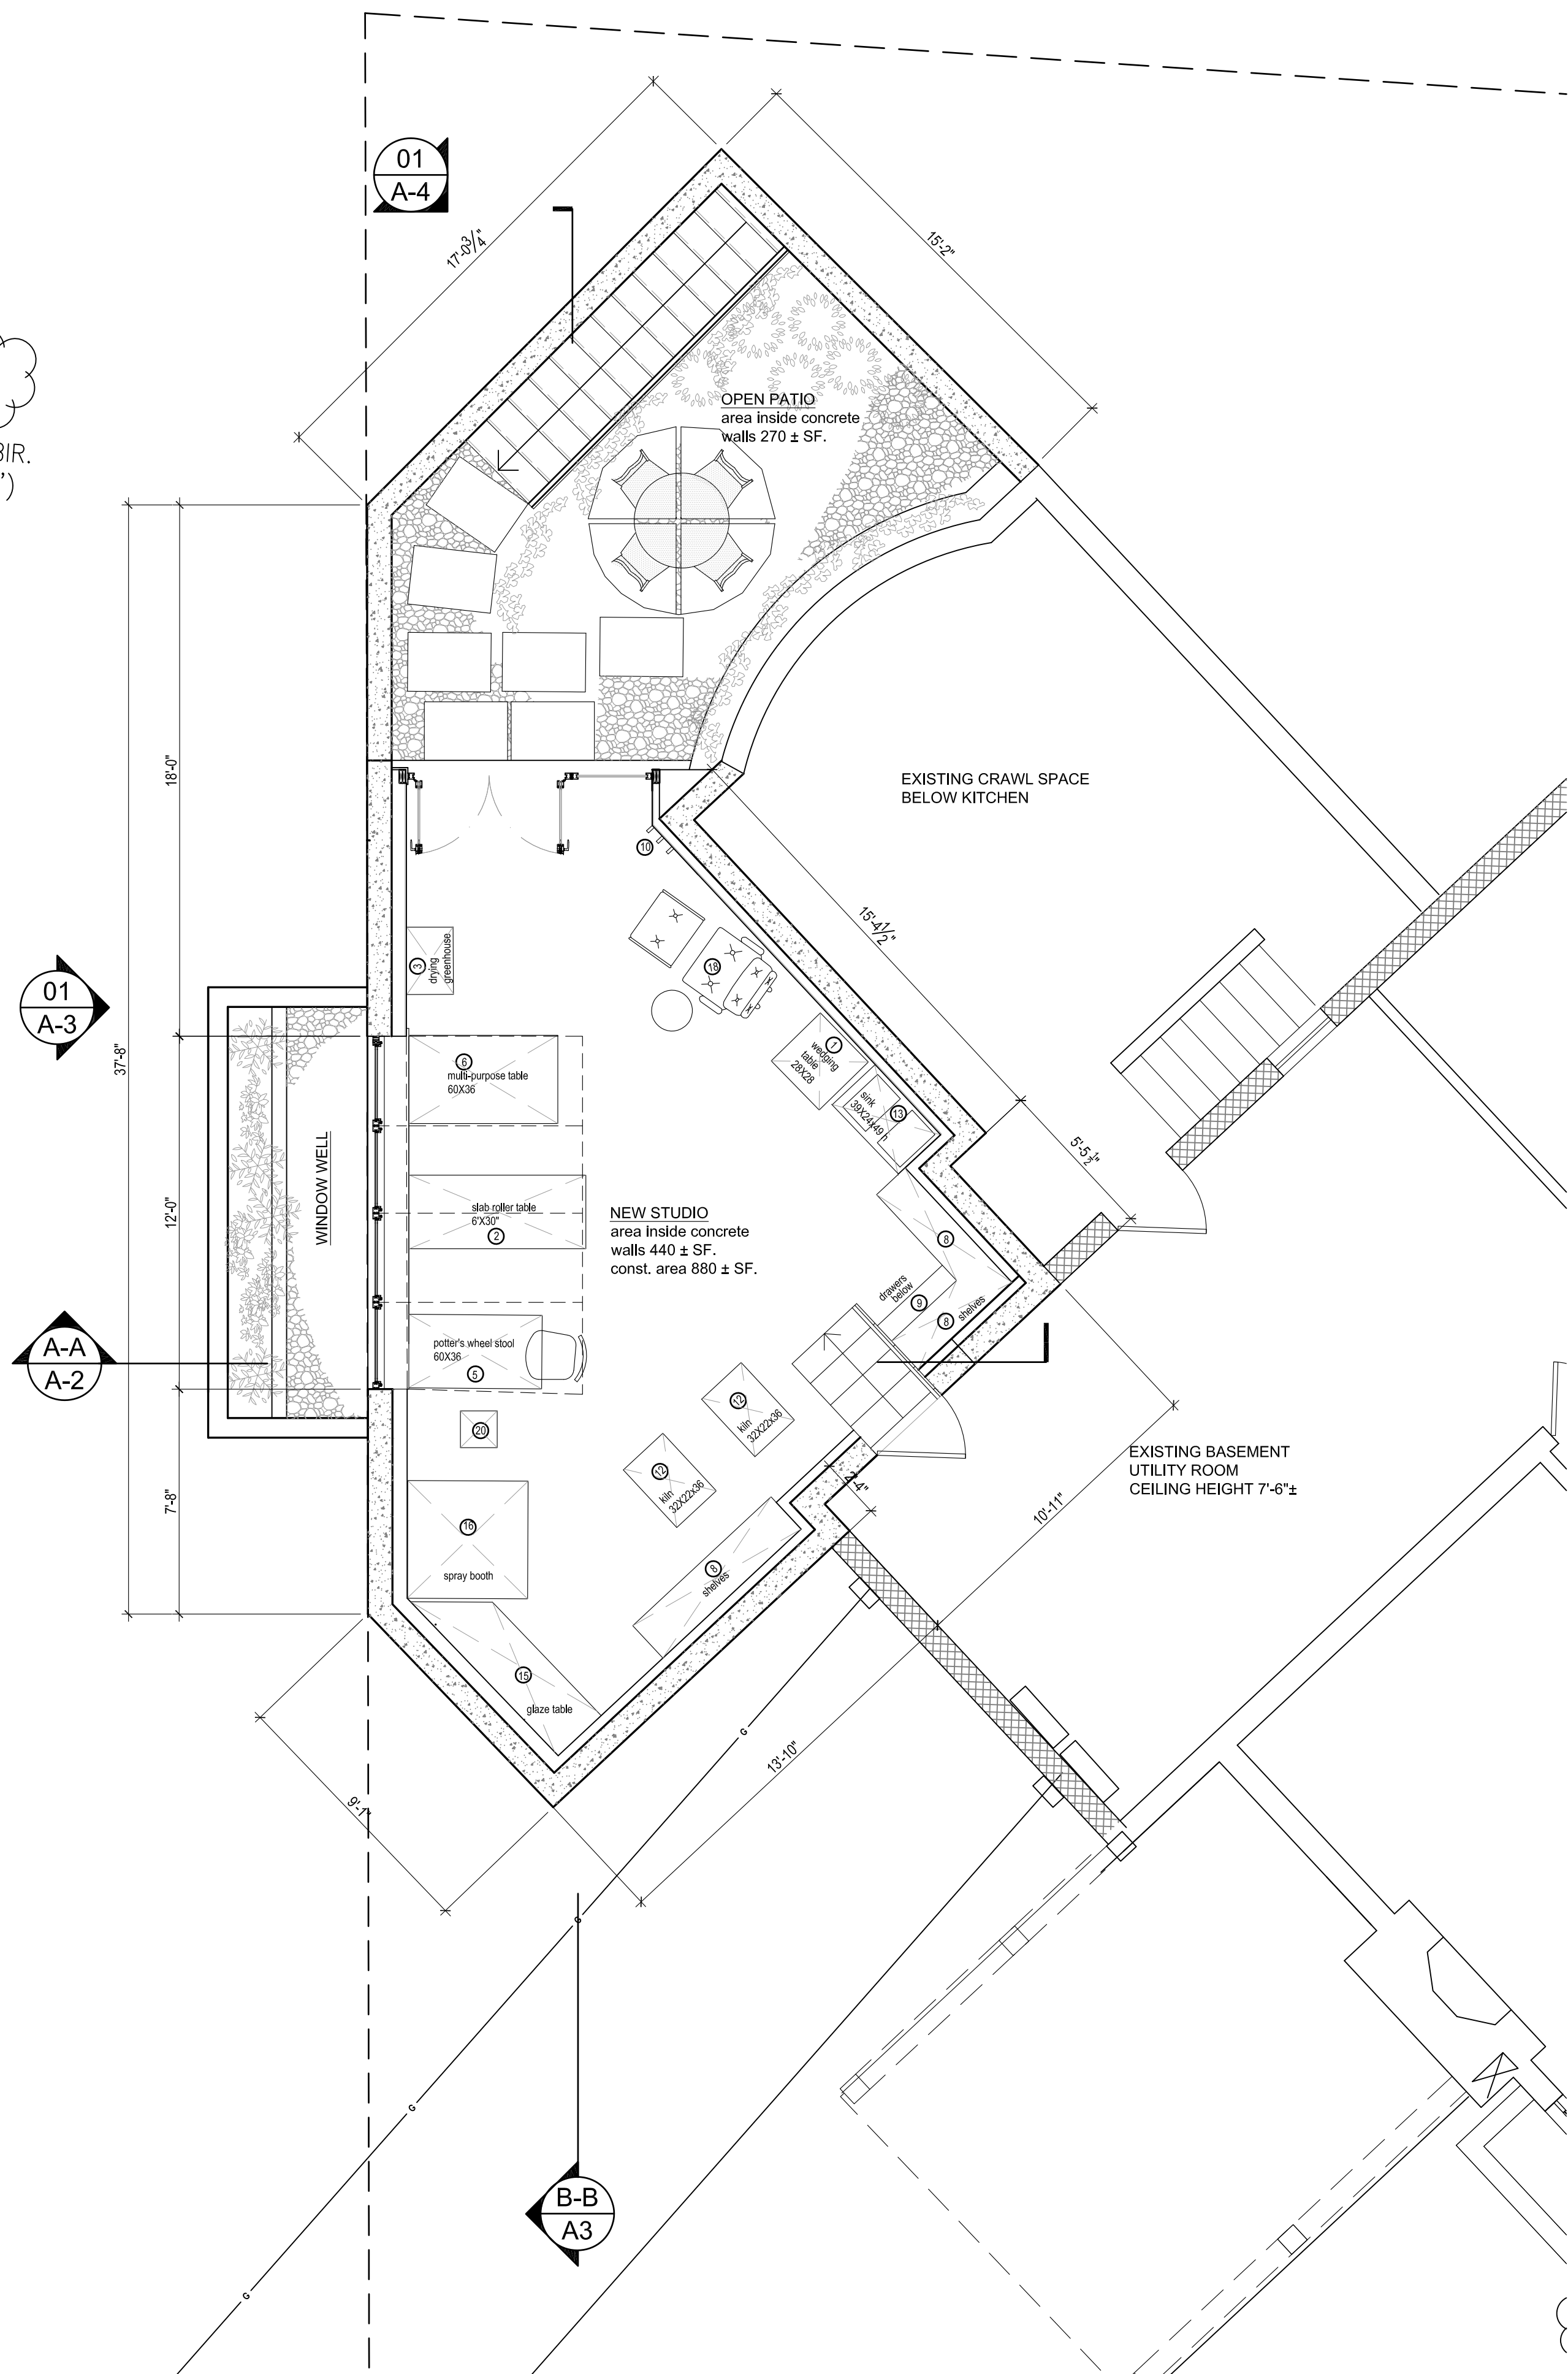 01
A-4
17'-0 3/4"
15'-2"
BIR.
")
OPEN PATIO
area inside concrete
walls 270 ± SF.
18'-0"
37'-8"
EXISTING CRAWL SPACE
BELOW KITCHEN
10
15'-4 1/2"
3
drying
greenhouse
18
01
A-3
6
multi-purpose table
60X36
wedging
table
28X28
sink
39X24x49 h
13
5'-5 1/2"
WINDOW WELL
12'-0"
slab roller table
6'X30"
2
NEW STUDIO
area inside concrete
walls 440 ± SF.
const. area 880 ± SF.
8
drawers
below
9
8
shelves
A-A
A-2
potter's wheel stool
60X36
5
12
kiln
32X22x36
20
12
kiln
32X22x36
2'-4"
EXISTING BASEMENT
UTILITY ROOM
CEILING HEIGHT 7'-6"±
7'-8"
10'-11"
16
spray booth
8
shelves
15
glaze table
G
13'-10"
9'-1"
G
G
G
B-B
A3